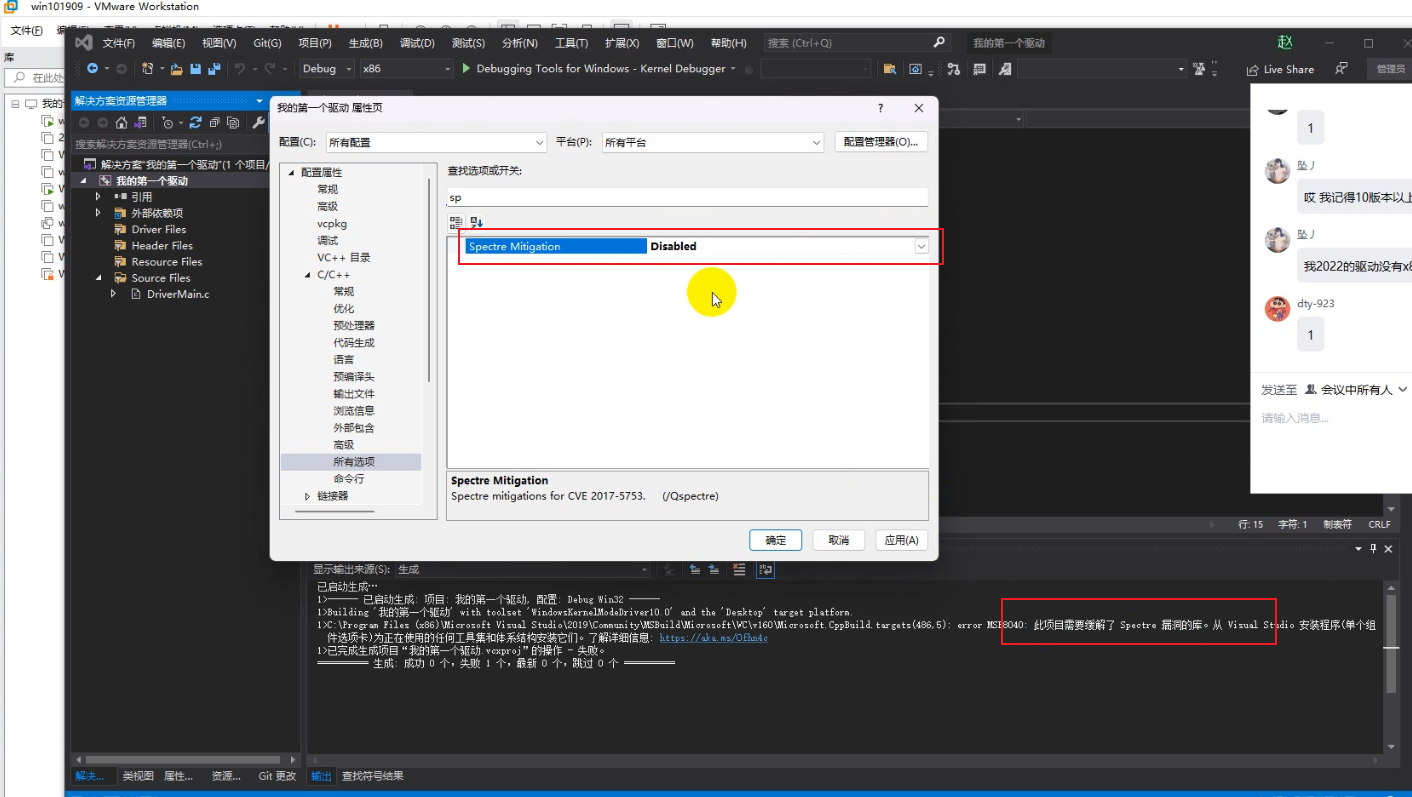 win101909 - VMware Workstation
文件(F)
库
在此处
我的
文件(F) 编辑(E) 视图(V) Git(G) 项目(P) 生成(B) 调试(D) 测试(S) 分析(N) 工具(T) 扩展(X) 窗口(W) 帮助(H) 搜索 (Ctrl+Q) 我的第一个驱动 赵
Debug x86 Debugging Tools for Windows - Kernel Debugger Live Share 管理员
解决方案资源管理器
搜索解决方案资源管理器(Ctrl+;)
解决方案"我的第一个驱动"(1 个项目/
我的第一个驱动
引用
外部依赖项
Driver Files
Header Files
Resource Files
Source Files
DriverMain.c
我的第一个驱动 属性页 ?
配置(C): 所有配置 平台(P): 所有平台 配置管理器(O)...
配置属性
常规
高级
vcpkg
调试
VC++ 目录
C/C++
常规
优化
预处理器
代码生成
语言
预编译头
输出文件
浏览信息
外部包含
高级
所有选项
命令行
链接器
查找选项或开关:
sp
Spectre Mitigation Disabled
Spectre Mitigation
Spectre mitigations for CVE 2017-5753. (/Qspectre)
确定 取消 应用(A)
1
坠丿
哎 我记得10版本以上
坠丿
我2022的驱动没有x8
dty-923
1
发送至 会议中所有人
请输入消息...
行: 15 字符: 1 制表符 CRLF
显示输出来源(S): 生成
已启动生成…
1>------ 已启动生成: 项目: 我的第一个驱动, 配置: Debug Win32 ------
1>Building '我的第一个驱动' with toolset 'WindowsKernelModeDriver10.0' and the 'Desktop' target platform.
1>C:\Program Files (x86)\Microsoft Visual Studio\2019\Community\MSBuild\Microsoft\VC\v160\Microsoft.CppBuild.targets(486,5): error MSB8040: 此项目需要缓解了 Spectre 漏洞的库。从 Visual Studio 安装程序(单个组
件选项卡)为正在使用的任何工具集和体系结构安装它们。了解详细信息: https://aka.ms/Ofhn4c
1>已完成生成项目“我的第一个驱动.vcxproj”的操作 - 失败。
========== 生成: 成功 0 个，失败 1 个，最新 0 个，跳过 0 个 ==========
解决... 类视图 属性... 资源... Git 更改 输出 查找符号结果